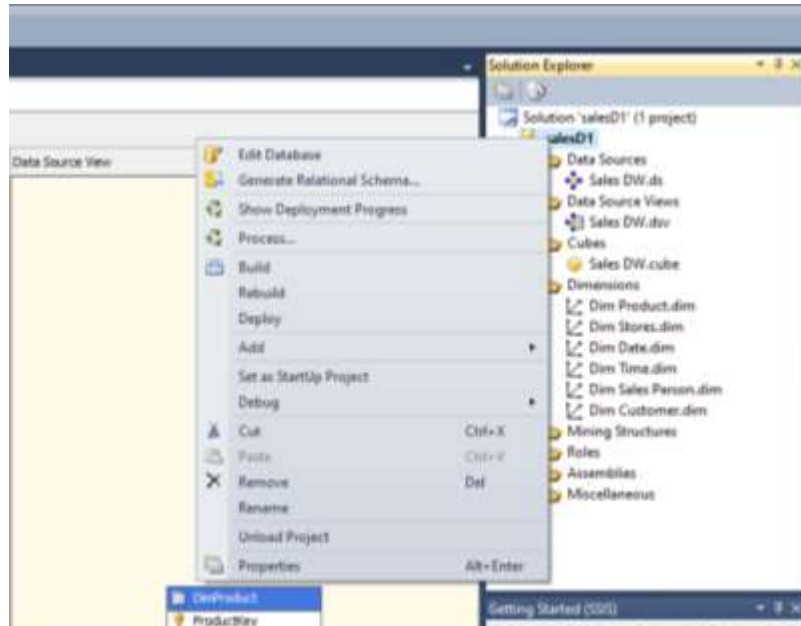 Solution Explorer
Solution 'salesD1' (1 project)
salesD1
Data Sources
Sales DW.ds
Data Source Views
Sales DW.dsv
Cubes
Sales DW.cube
Dimensions
Dim Product.dim
Dim Stores.dim
Dim Date.dim
Dim Time.dim
Dim Sales Person.dim
Dim Customer.dim
Mining Structures
Roles
Assemblies
Miscellaneous
Data Source View
Edit Database
Generate Relational Schema...
Show Deployment Progress
Process...
Build
Rebuild
Deploy
Add
Set as StartUp Project
Debug
Cut Ctrl+X
Paste Ctrl+V
Remove Del
Rename
Unload Project
Properties Alt+Enter
DimProduct
ProductKey
Getting Started (SSIS)